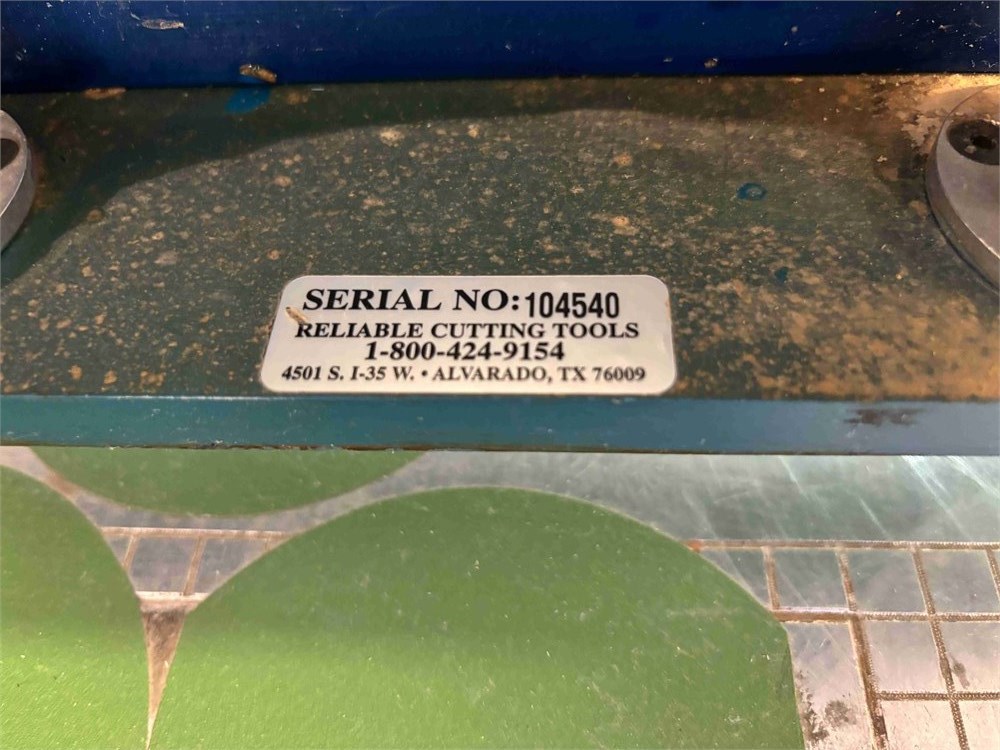 SERIAL NO: 104540
RELIABLE CUTTING TOOLS
1-800-424-9154
4501 S. I-35 W. • ALVARADO, TX 76009